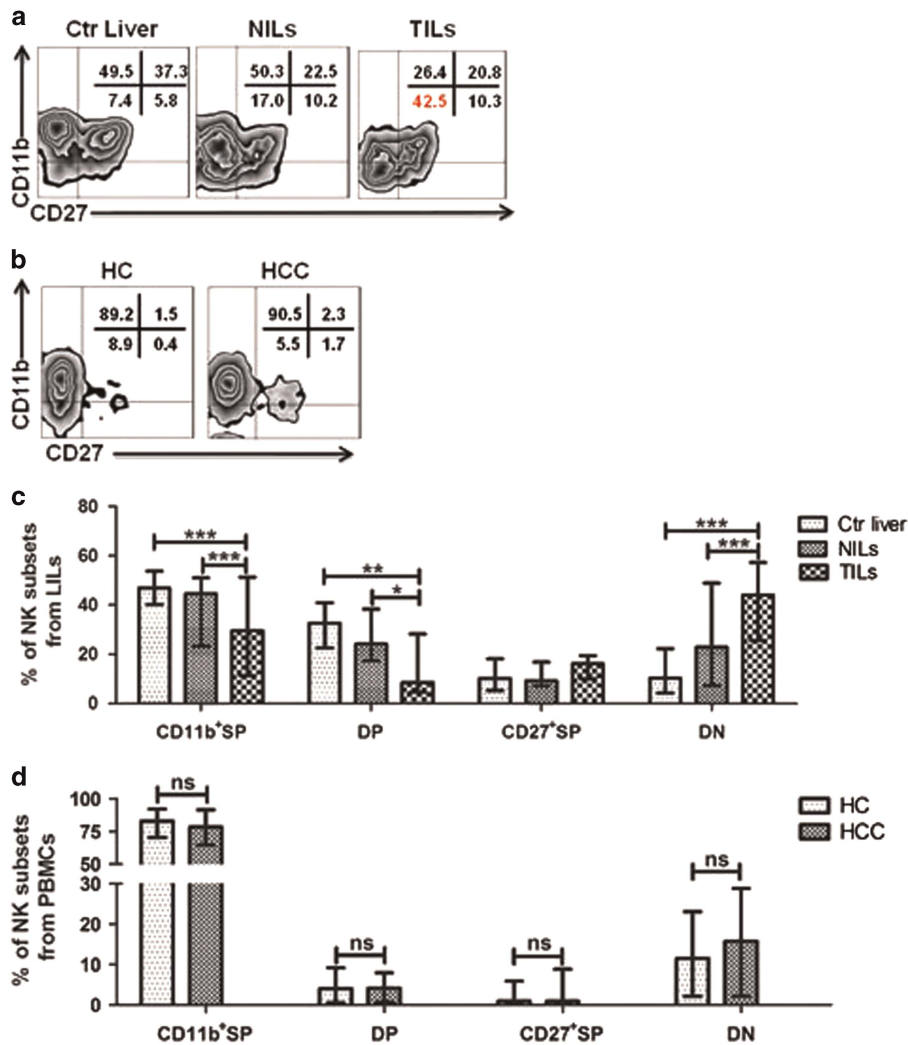 a
Ctr Liver NILs TILs
49.5 37.3 50.3 22.5 26.4 20.8
7.4 5.8 17.0 10.2 42.5 10.3
CD11b
CD27
b
HC HCC
89.2 1.5 90.5 2.3
8.9 0.4 5.5 1.7
CD11b
CD27
c
% of NK subsets
from LILs
80
60
40
20
0
*** *** ** * *** ***
Ctr liver
NILs
TILs
CD11b⁺SP DP CD27⁺SP DN
d
% of NK subsets
from PBMCs
100
75
50
30
20
10
0
ns ns ns ns
HC
HCC
CD11b⁺SP DP CD27⁺SP DN